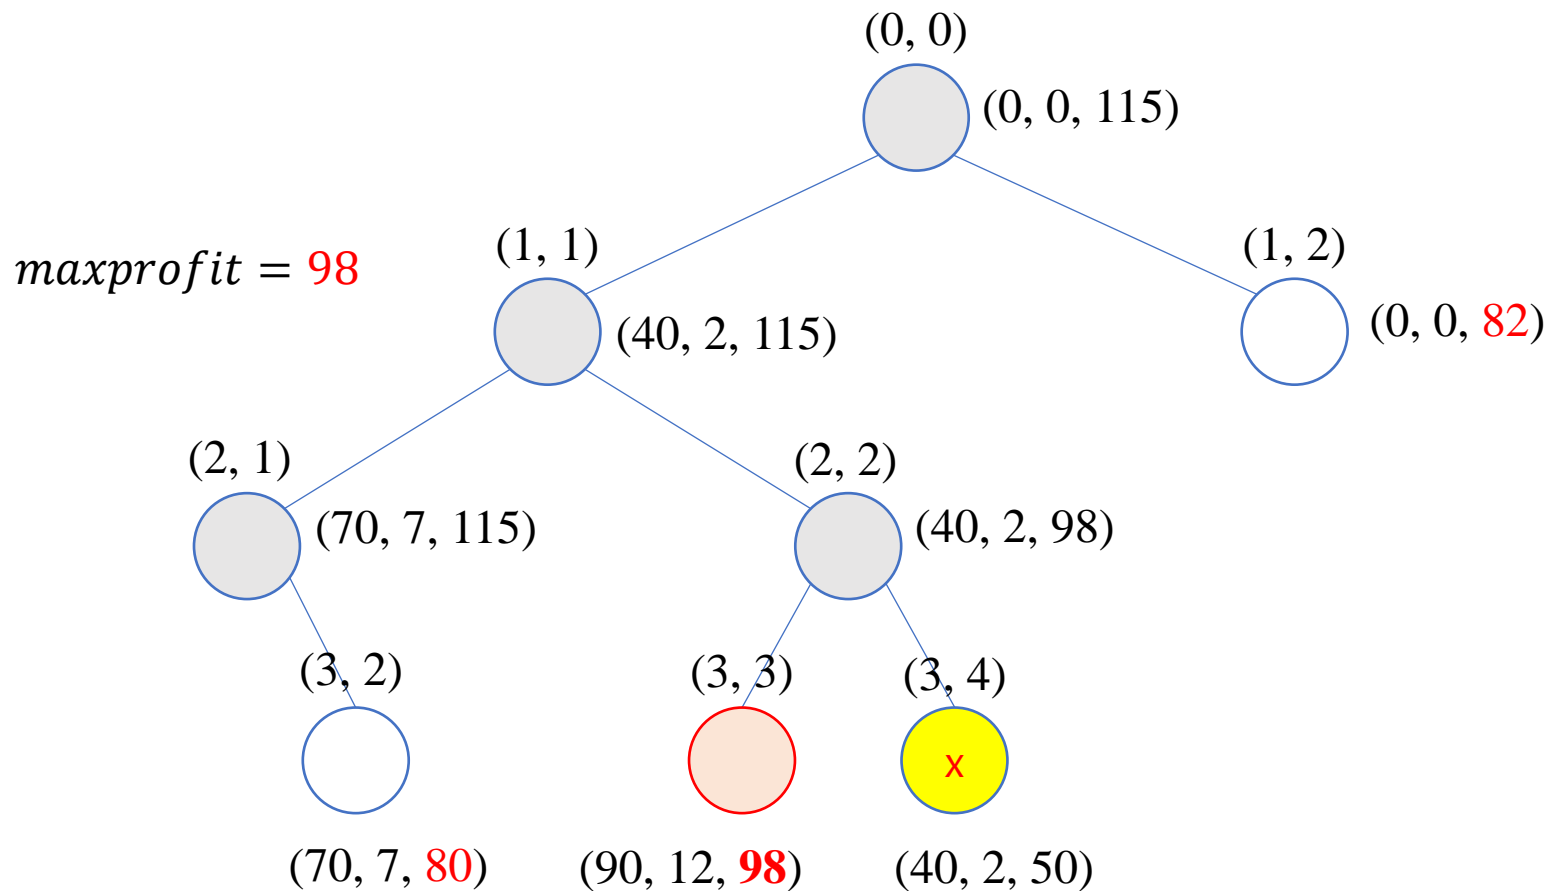 (0, 0)
(0, 0, 115)
maxprofit = 98
(1, 1)
(40, 2, 115)
(1, 2)
(0, 0, 82)
(2, 1)
(70, 7, 115)
(2, 2)
(40, 2, 98)
(3, 2)
(3, 3)
(3, 4)
x
(70, 7, 80)
(90, 12, 98)
(40, 2, 50)